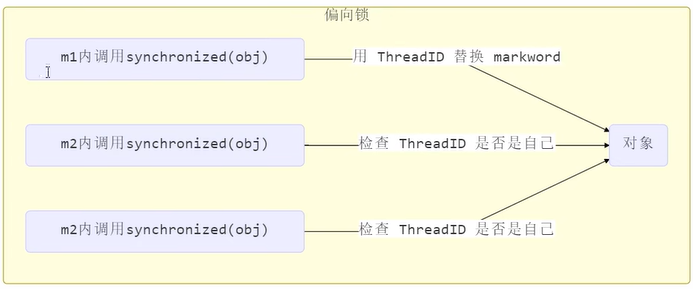 偏向锁
m1内调用synchronized(obj)
用 ThreadID 替换 markword
m2内调用synchronized(obj)
检查 ThreadID 是否是自己
对象
m2内调用synchronized(obj)
检查 ThreadID 是否是自己